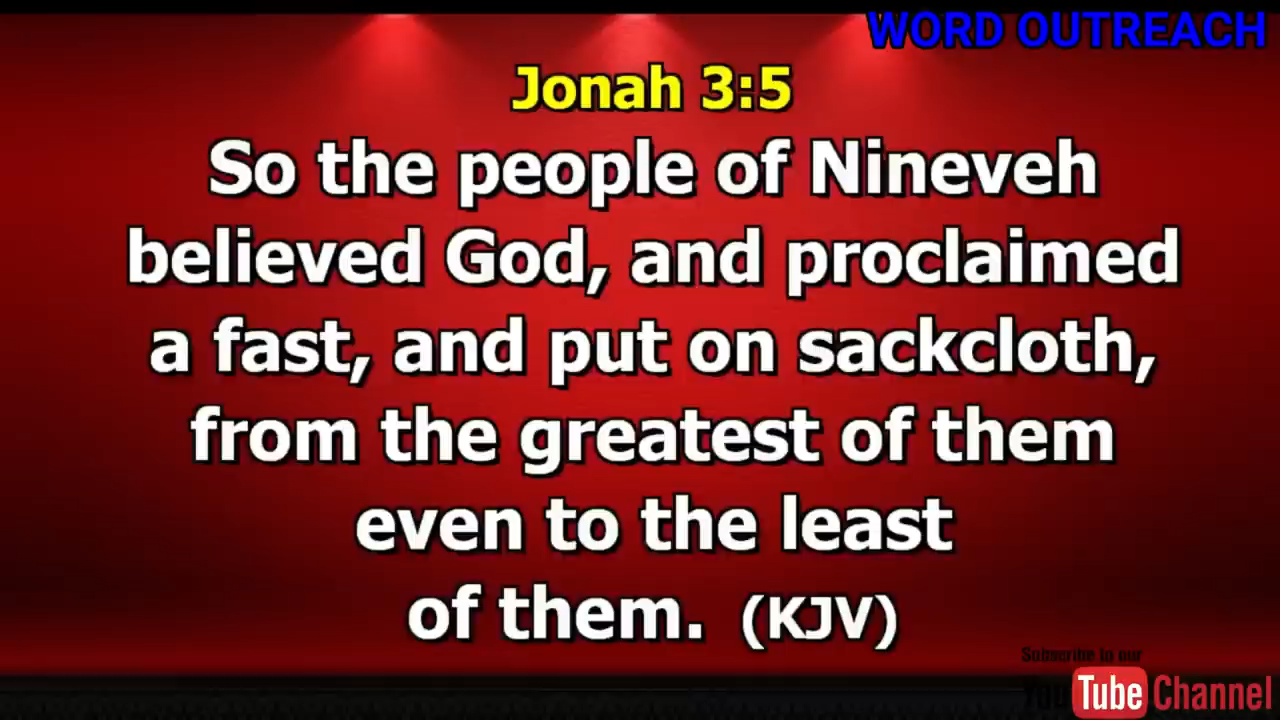 WORD OUTREACH
Jonah 3:5
So the people of Nineveh
believed God, and proclaimed
a fast, and put on sackcloth,
from the greatest of them
even to the least
of them. (KJV)
Subscribe to our
YouTube Channel